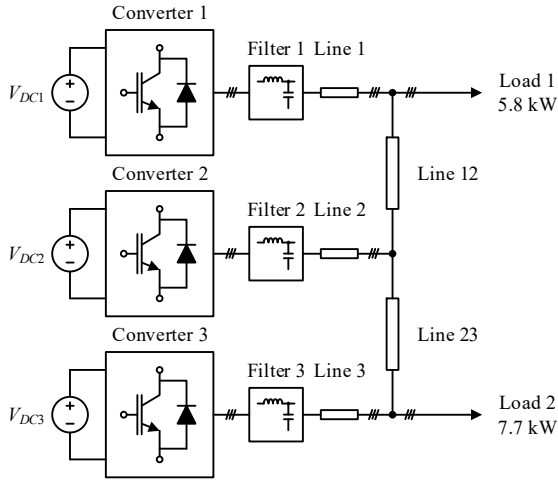 Converter 1
Filter 1 Line 1
V_DC1
Load 1
5.8 kW
Line 12
Converter 2
Filter 2 Line 2
V_DC2
Line 23
Converter 3
Filter 3 Line 3
V_DC3
Load 2
7.7 kW